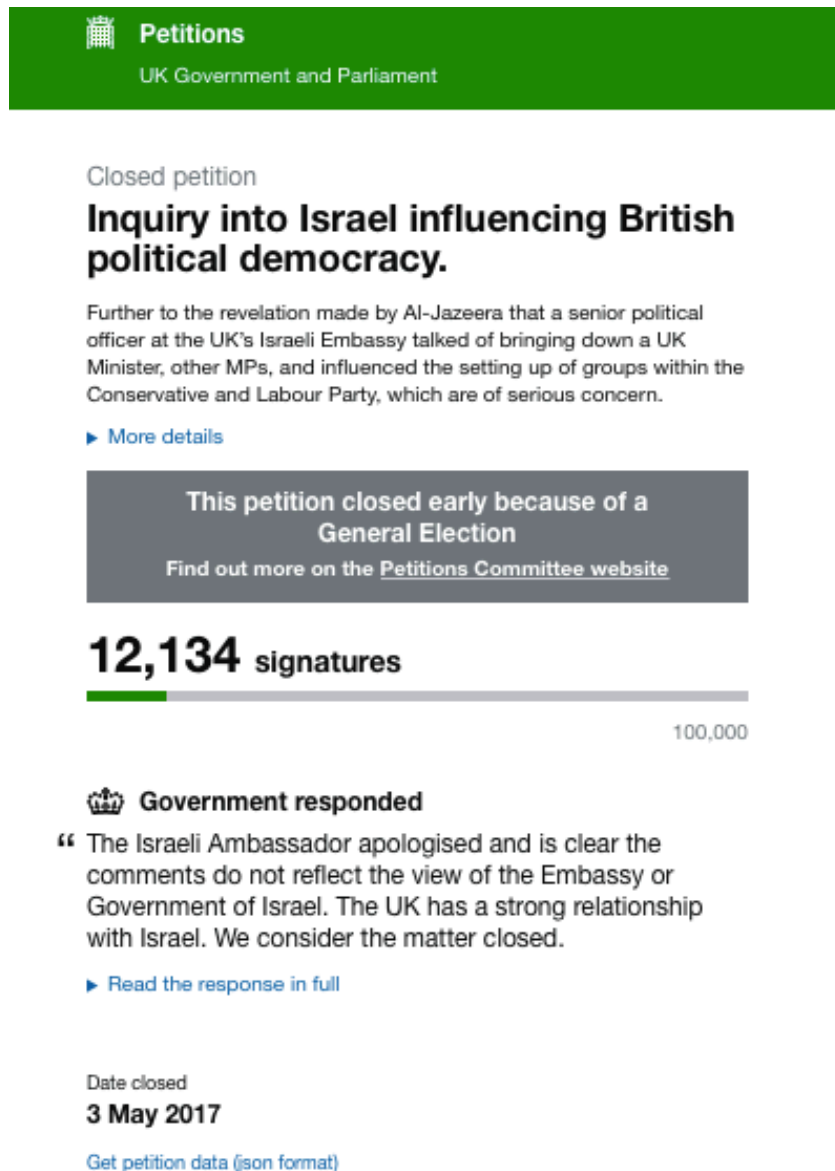 Petitions
UK Government and Parliament
Closed petition
Inquiry into Israel influencing British
political democracy.
Further to the revelation made by Al-Jazeera that a senior political
officer at the UK's Israeli Embassy talked of bringing down a UK
Minister, other MPs, and influenced the setting up of groups within the
Conservative and Labour Party, which are of serious concern.
► More details
This petition closed early because of a
General Election
Find out more on the Petitions Committee website
12,134 signatures
100,000
Government responded
“ The Israeli Ambassador apologised and is clear the
comments do not reflect the view of the Embassy or
Government of Israel. The UK has a strong relationship
with Israel. We consider the matter closed.
► Read the response in full
Date closed
3 May 2017
Get petition data (json format)